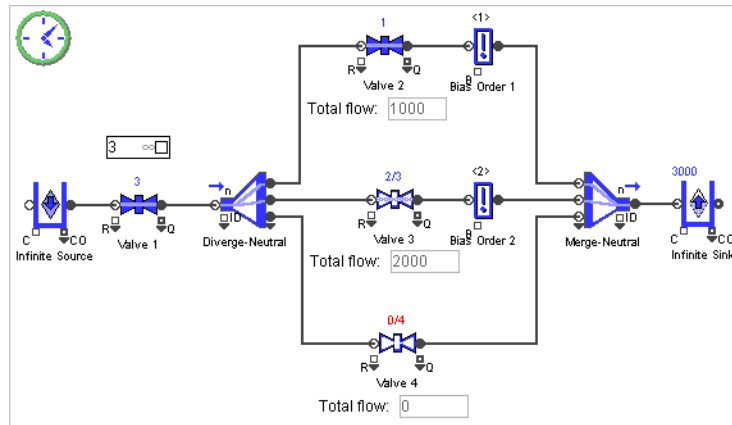 1
<1>
R
Q
B
Valve 2
Bias Order 1
Total flow: 1000
3
∞
3
n
2/3
<2>
n
3000
C
CO
R
Q
ID
R
Q
B
ID
C
CO
Infinite Source
Valve 1
Diverge-Neutral
Valve 3
Bias Order 2
Merge-Neutral
Infinite Sink
Total flow: 2000
0/4
R
Q
Valve 4
Total flow: 0